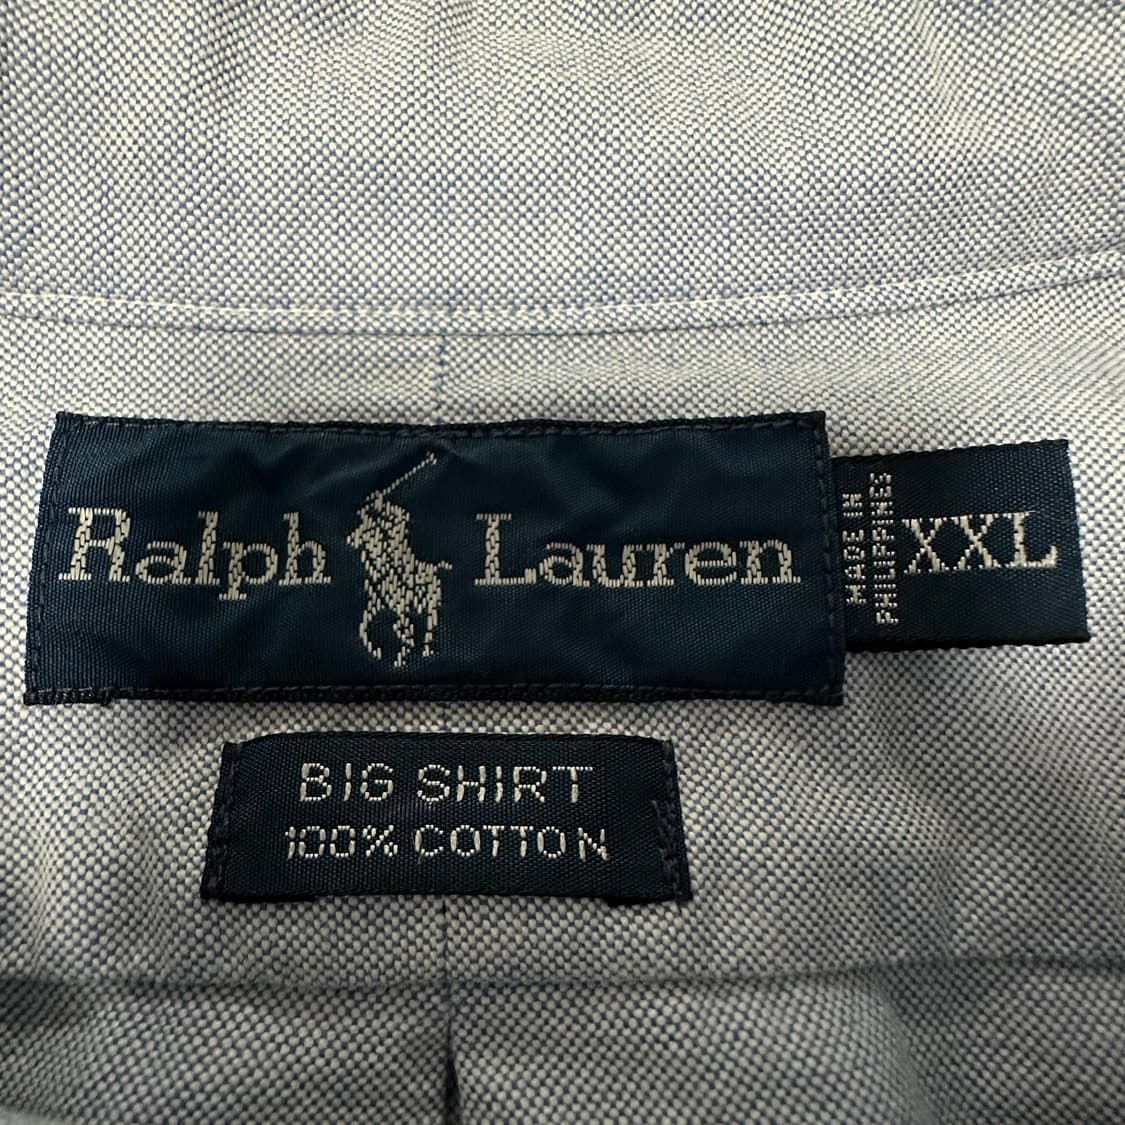 Ralph Lauren
MADE IN
PHILIPPINES
XXL
BIG SHIRT
100% COTTON